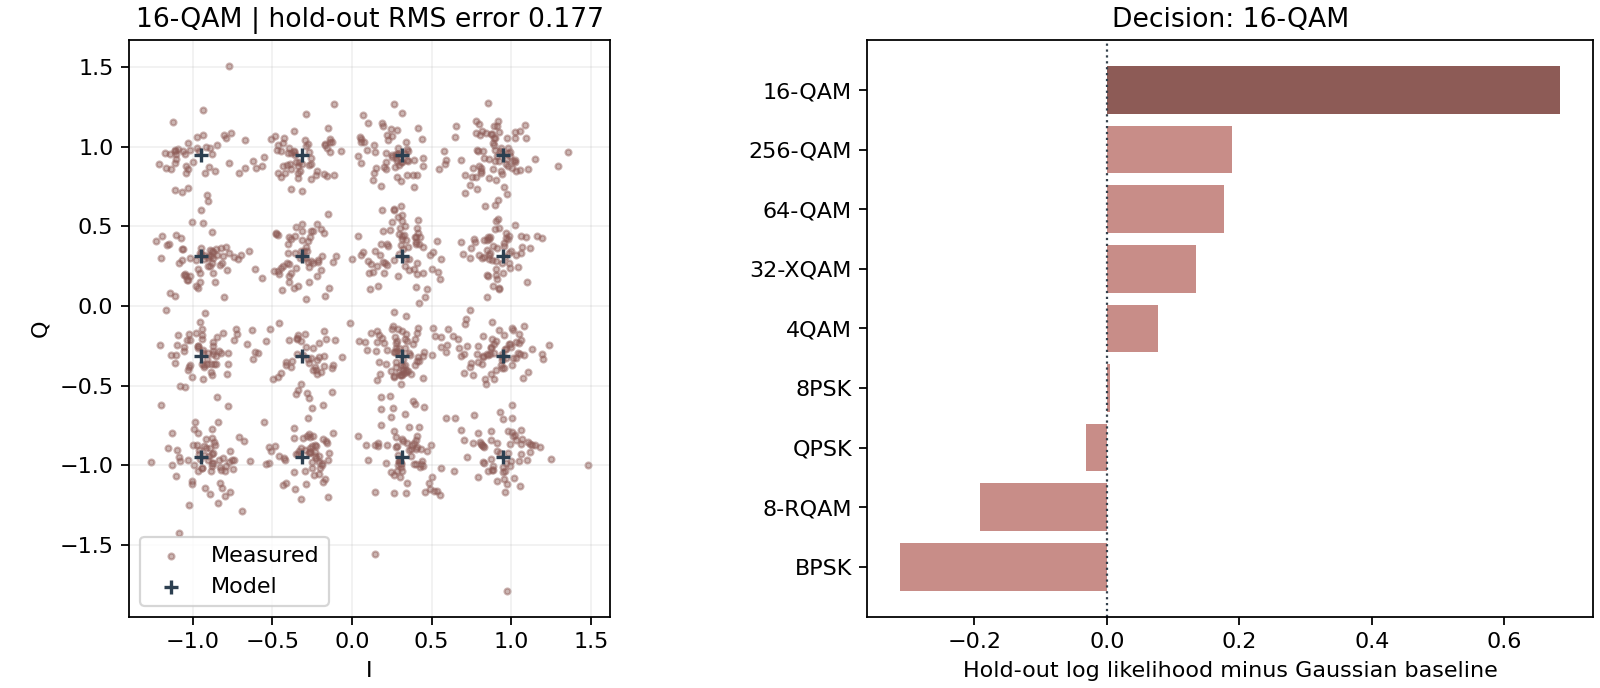 16-QAM | hold-out RMS error 0.177
1.5
1.0
0.5
0.0
−0.5
−1.0
−1.5
Q
Measured
Model
−1.0
−0.5
0.0
0.5
1.0
1.5
I
Decision: 16-QAM
16-QAM
256-QAM
64-QAM
32-XQAM
4QAM
8PSK
QPSK
8-RQAM
BPSK
−0.2
0.0
0.2
0.4
0.6
Hold-out log likelihood minus Gaussian baseline